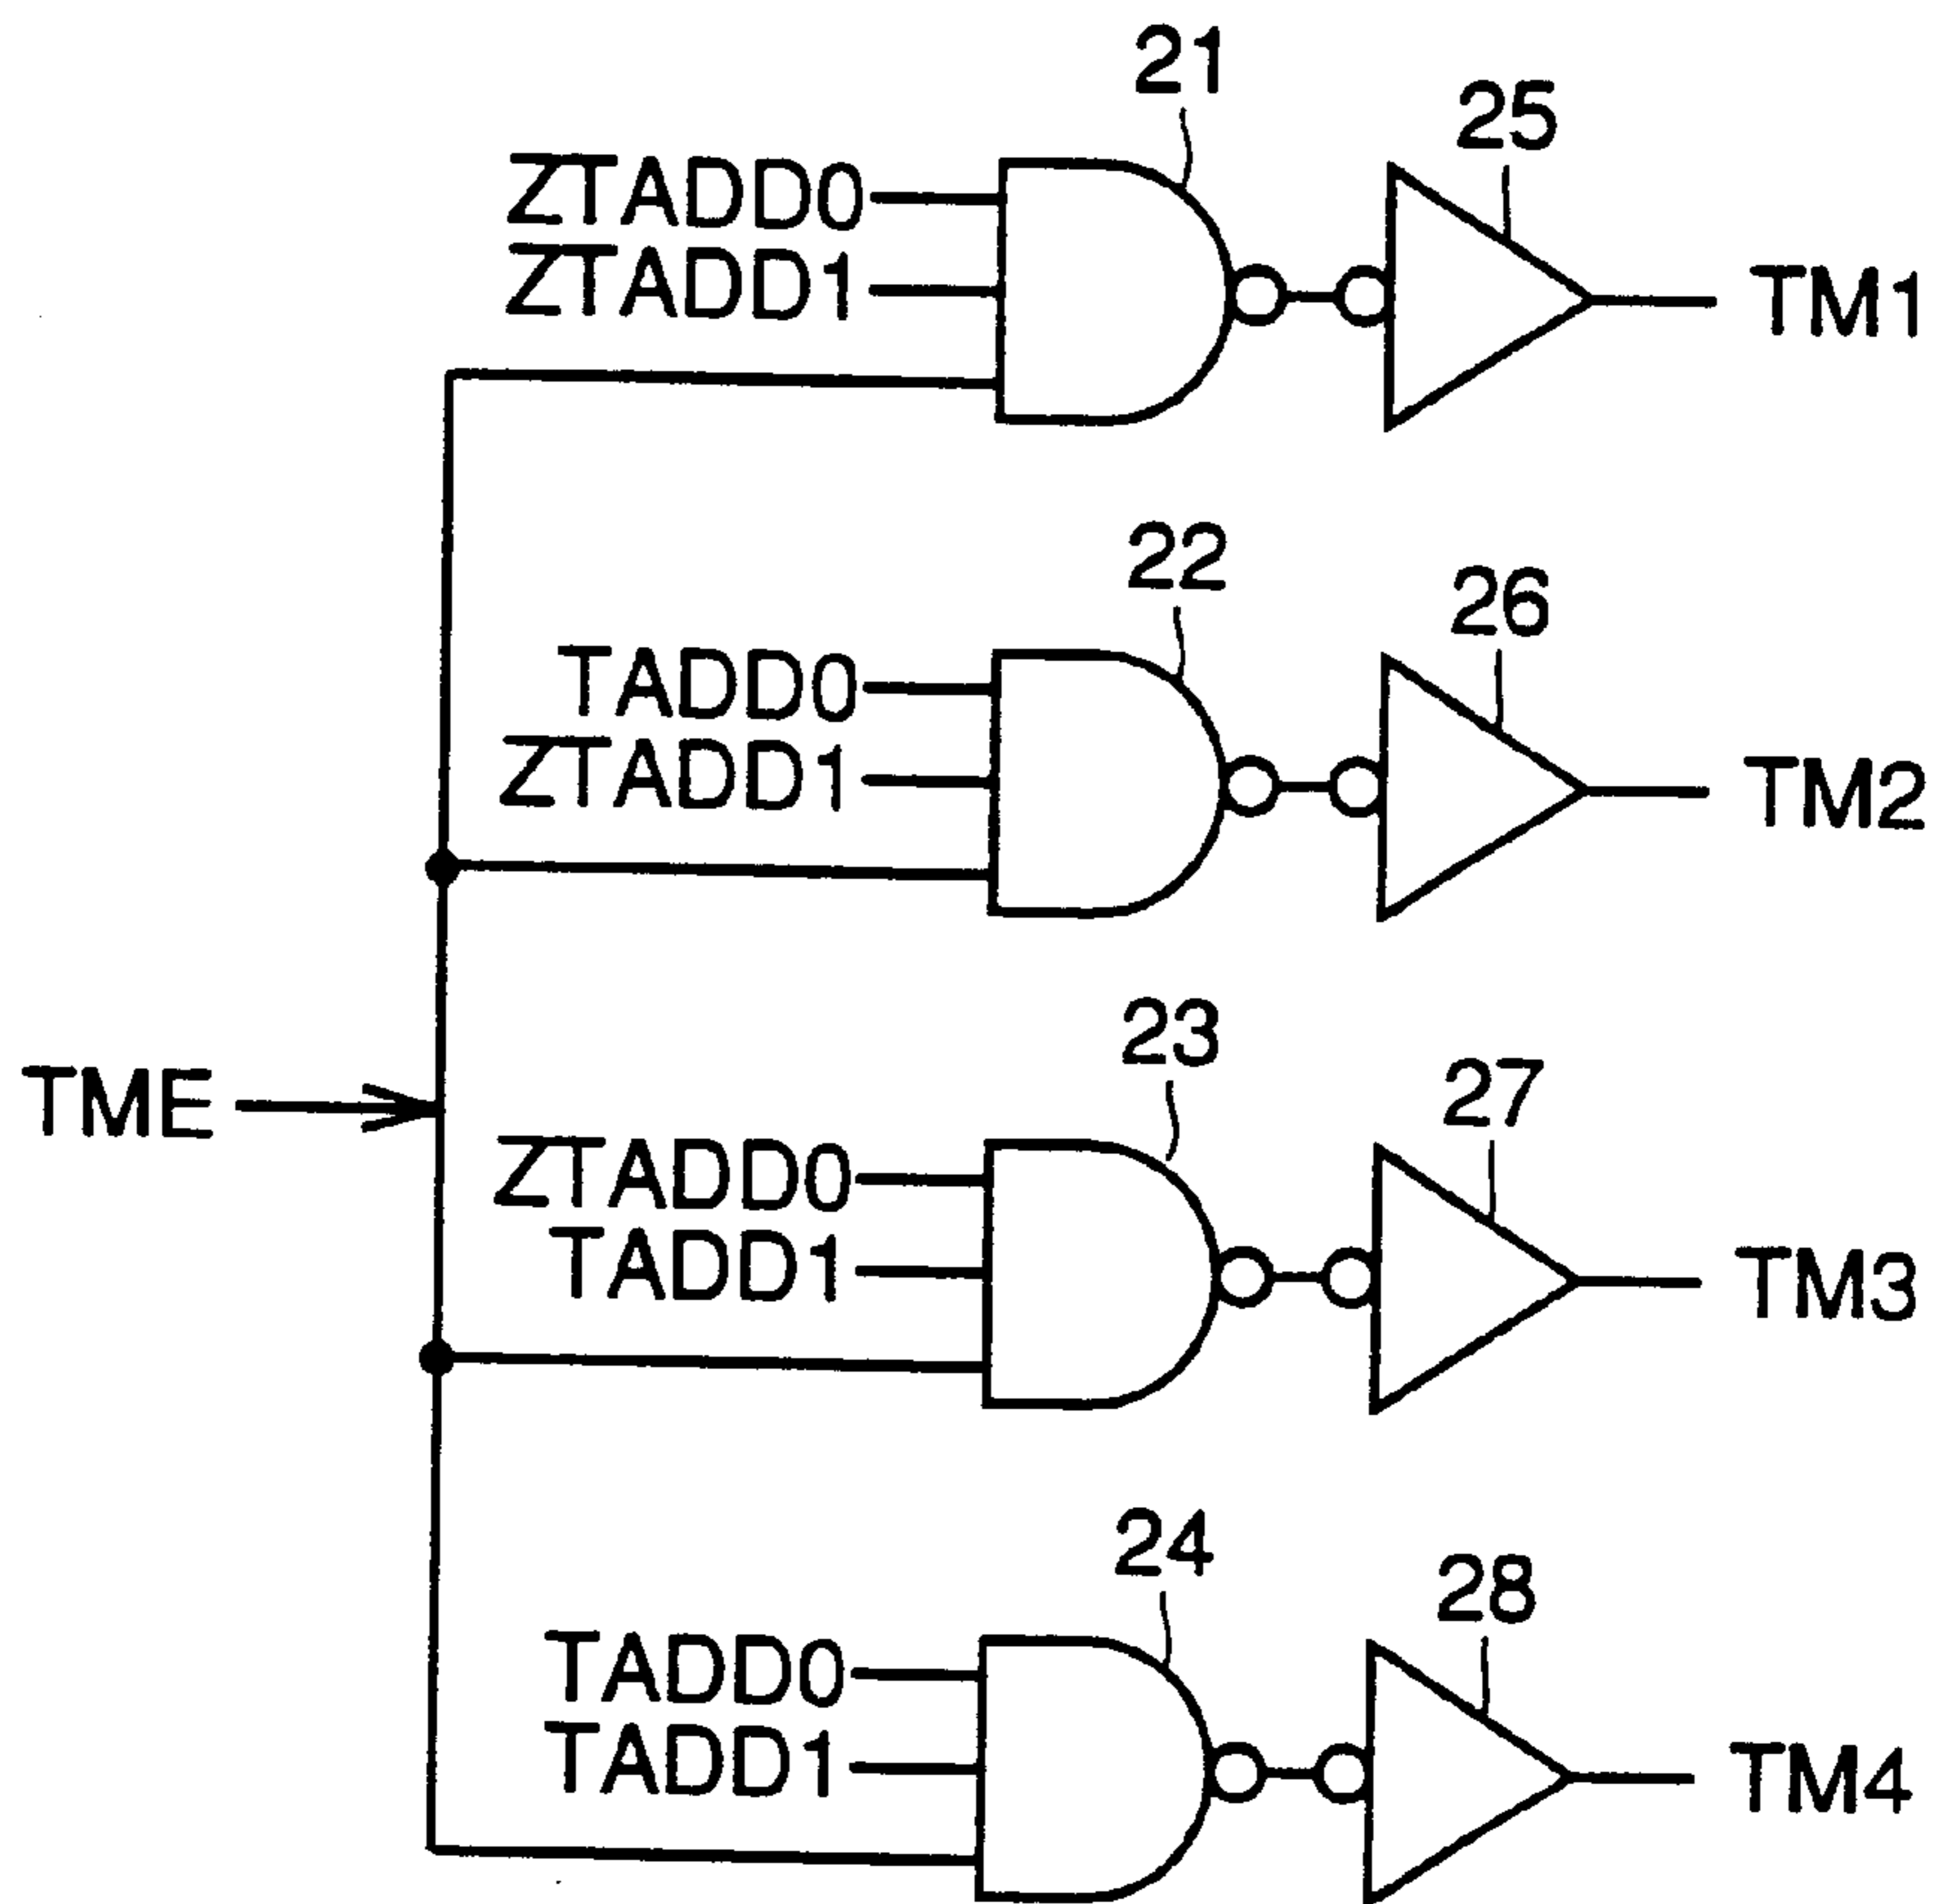 21
25
ZTADD0
ZTADD1
TM1
22
26
TADD0
ZTADD1
TM2
23
27
TME
ZTADD0
TADD1
TM3
24
28
TADD0
TADD1
TM4